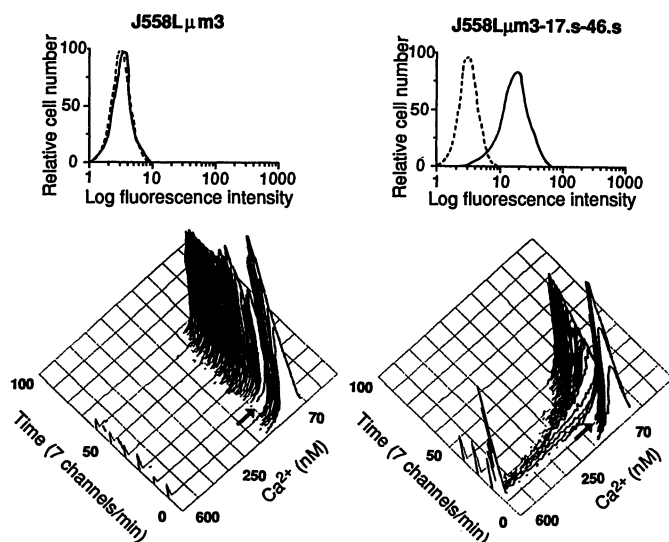 J558Lμm3
Relative cell number
100
50
0
1 10 100 1000
Log fluorescence intensity
J558Lμm3-17.s-46.s
Relative cell number
100
50
0
1 10 100 1000
Log fluorescence intensity
100
50
0
Time (7 channels/min)
600
250
70
Ca²⁺ (nM)
100
50
0
Time (7 channels/min)
600
250
70
Ca²⁺ (nM)